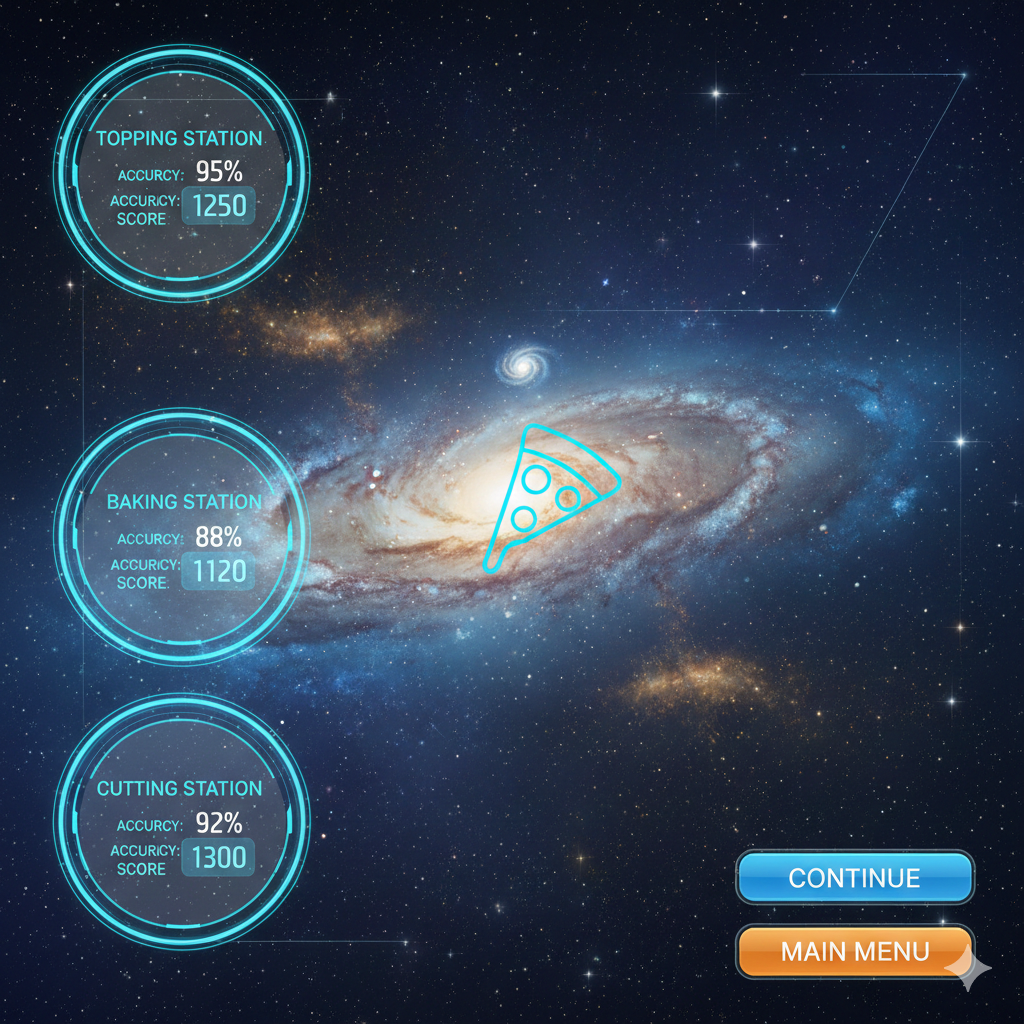 TOPPING STATION
ACCURCY: 95%
ACCURICY: 1250
SCORE
BAKING STATION
ACCURCY: 88%
ACCURICY: 1120
SCORE
CUTTING STATION
ACCURCY: 92%
ACCURICY: 1300
SCORE
CONTINUE
MAIN MENU